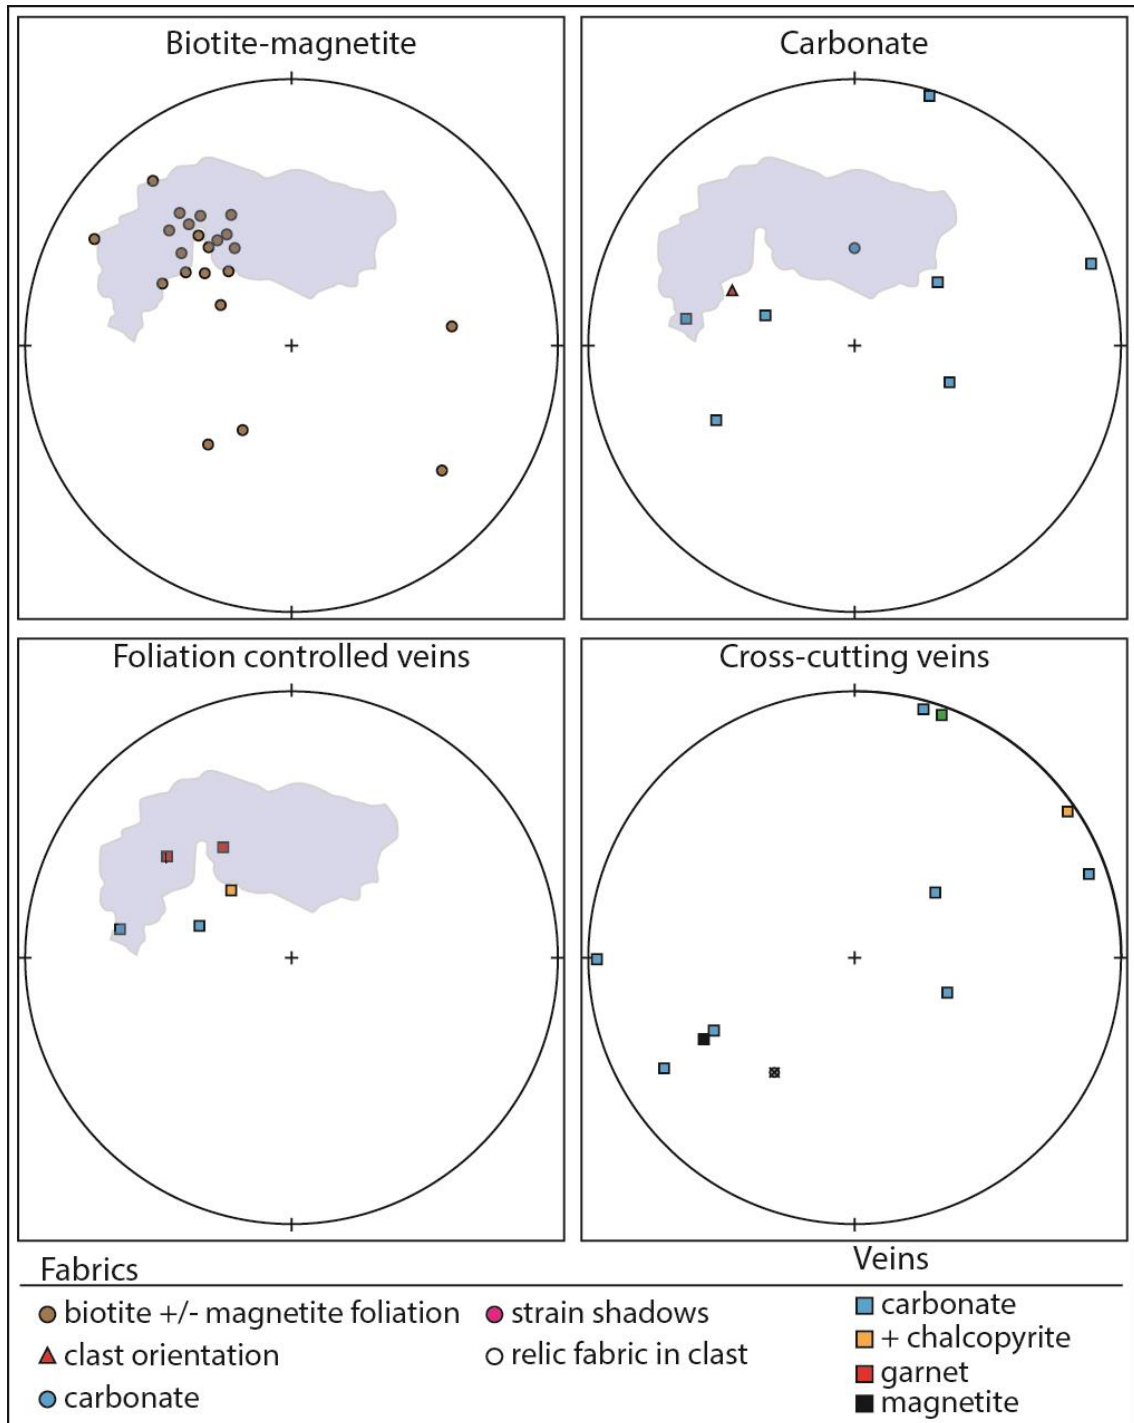 Biotite-magnetite
Carbonate
Foliation controlled veins
Cross-cutting veins
Fabrics
Veins
biotite +/- magnetite foliation
strain shadows
carbonate
clast orientation
relic fabric in clast
+ chalcopyrite
carbonate
garnet
magnetite